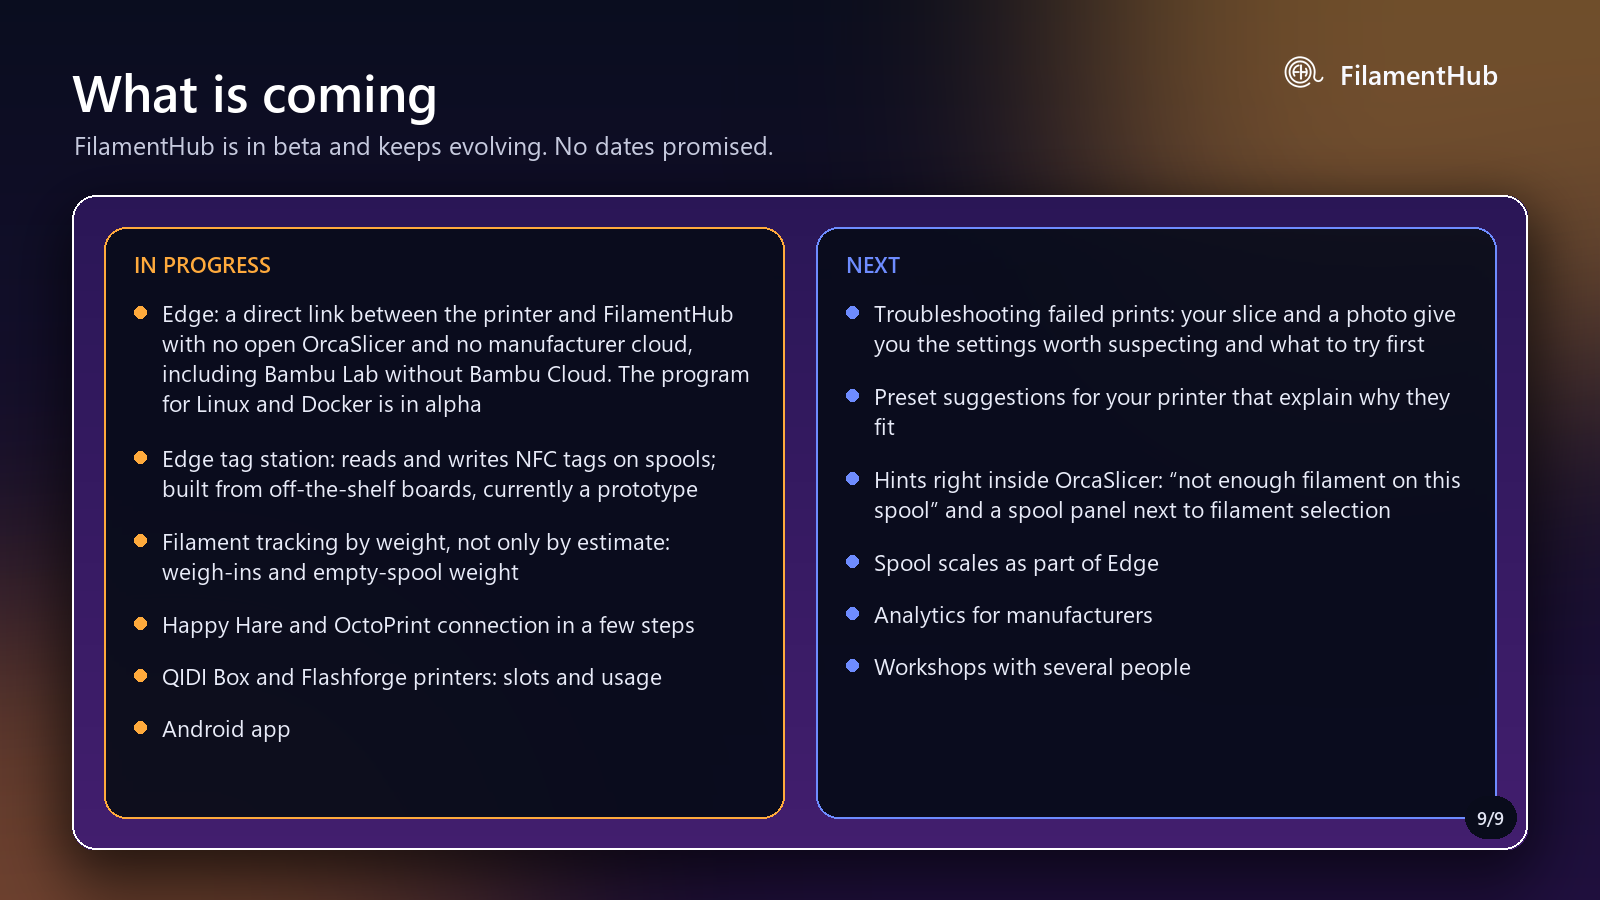 What is coming
FilamentHub is in beta and keeps evolving. No dates promised.
FilamentHub
IN PROGRESS
Edge: a direct link between the printer and FilamentHub
with no open OrcaSlicer and no manufacturer cloud,
including Bambu Lab without Bambu Cloud. The program
for Linux and Docker is in alpha
Edge tag station: reads and writes NFC tags on spools;
built from off-the-shelf boards, currently a prototype
Filament tracking by weight, not only by estimate:
weigh-ins and empty-spool weight
Happy Hare and OctoPrint connection in a few steps
QIDI Box and Flashforge printers: slots and usage
Android app
NEXT
Troubleshooting failed prints: your slice and a photo give
you the settings worth suspecting and what to try first
Preset suggestions for your printer that explain why they
fit
Hints right inside OrcaSlicer: “not enough filament on this
spool” and a spool panel next to filament selection
Spool scales as part of Edge
Analytics for manufacturers
Workshops with several people
9/9